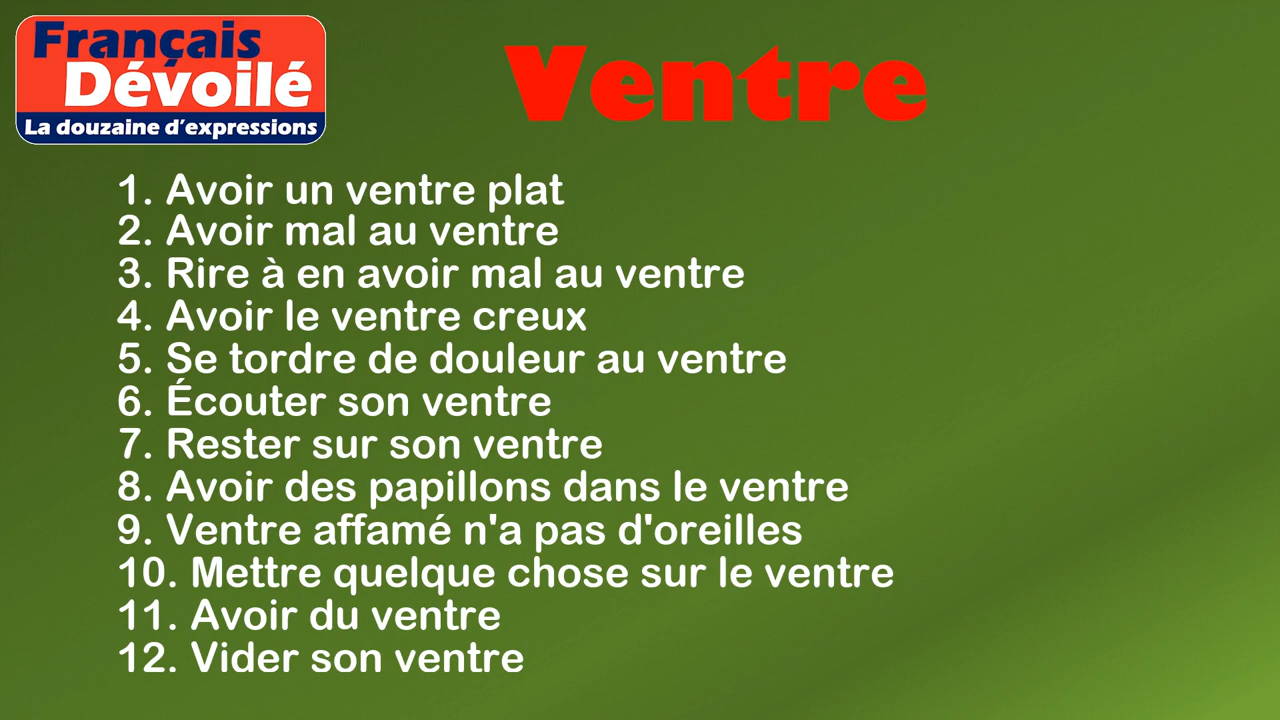 Français
Dévoilé
La douzaine d'expressions
Ventre
1. Avoir un ventre plat
2. Avoir mal au ventre
3. Rire à en avoir mal au ventre
4. Avoir le ventre creux
5. Se tordre de douleur au ventre
6. Écouter son ventre
7. Rester sur son ventre
8. Avoir des papillons dans le ventre
9. Ventre affamé n'a pas d'oreilles
10. Mettre quelque chose sur le ventre
11. Avoir du ventre
12. Vider son ventre